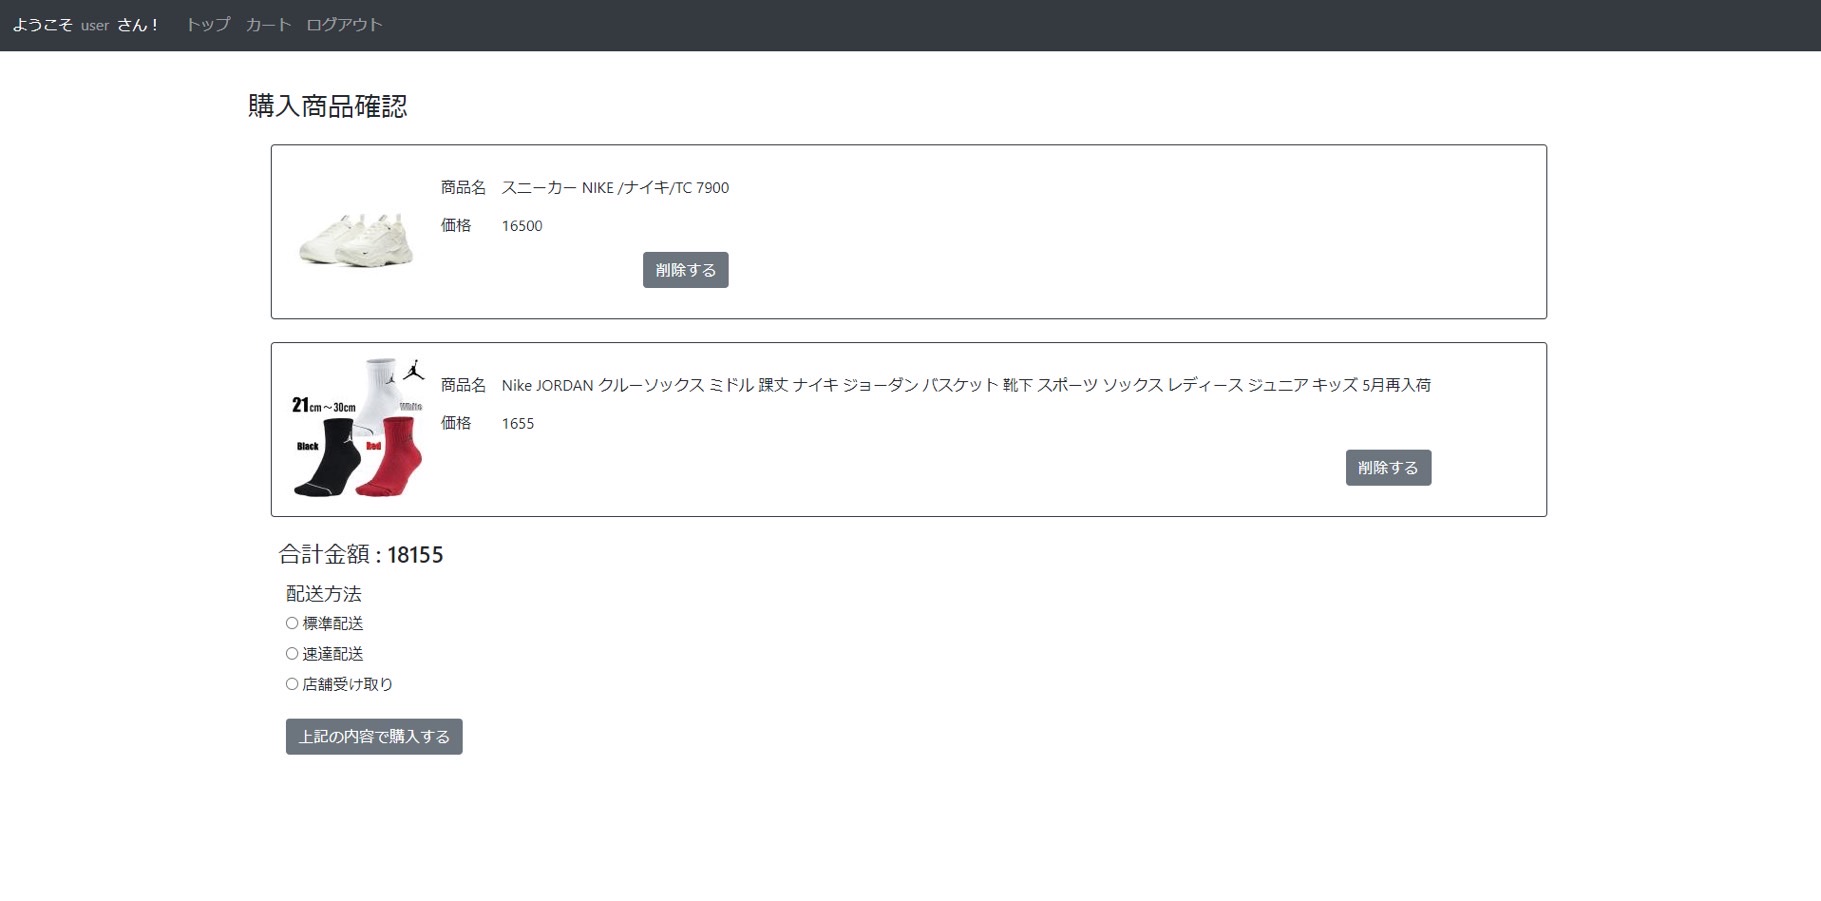 ようこそ user さん！ トップ カート ログアウト
購入商品確認
商品名 スニーカー NIKE /ナイキ/TC 7900
価格 16500
削除する
商品名 Nike JORDAN クルーソックス ミドル 踝丈 ナイキ ジョーダン バスケット 靴下 スポーツ ソックス レディース ジュニア キッズ 5月再入荷
21cm～30cm White
価格 1655
Black Red
削除する
合計金額 : 18155
配送方法
標準配送
速達配送
店舗受け取り
上記の内容で購入する